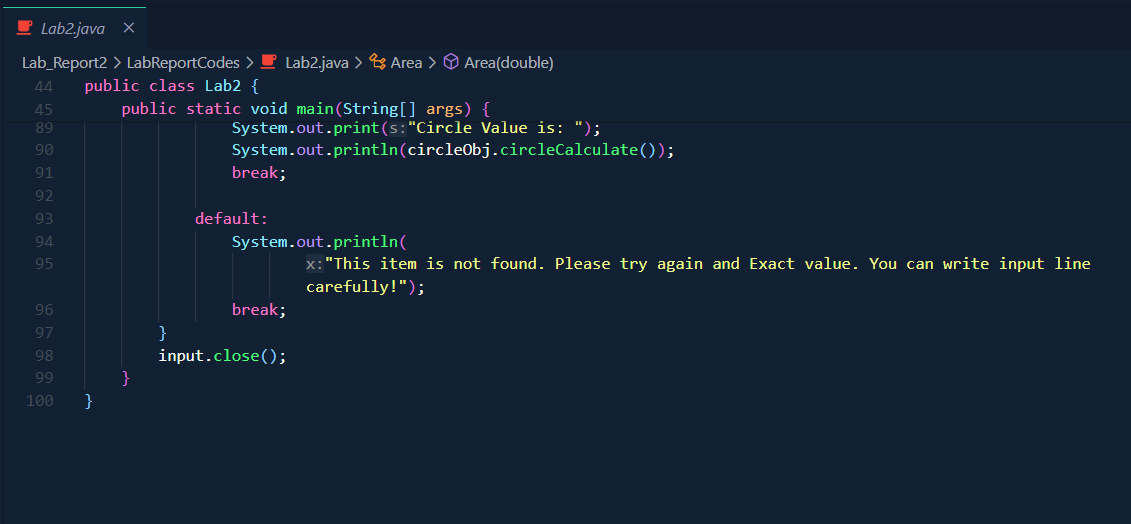 Lab2.java ×
Lab_Report2 > LabReportCodes > Lab2.java > Area > Area(double)
44 public class Lab2 {
45 public static void main(String[] args) {
89 System.out.print(s:"Circle Value is: ");
90 System.out.println(circleObj.circleCalculate());
91 break;
92
93 default:
94 System.out.println(
95 x:"This item is not found. Please try again and Exact value. You can write input line
carefully!");
96 break;
97 }
98 input.close();
99 }
100 }